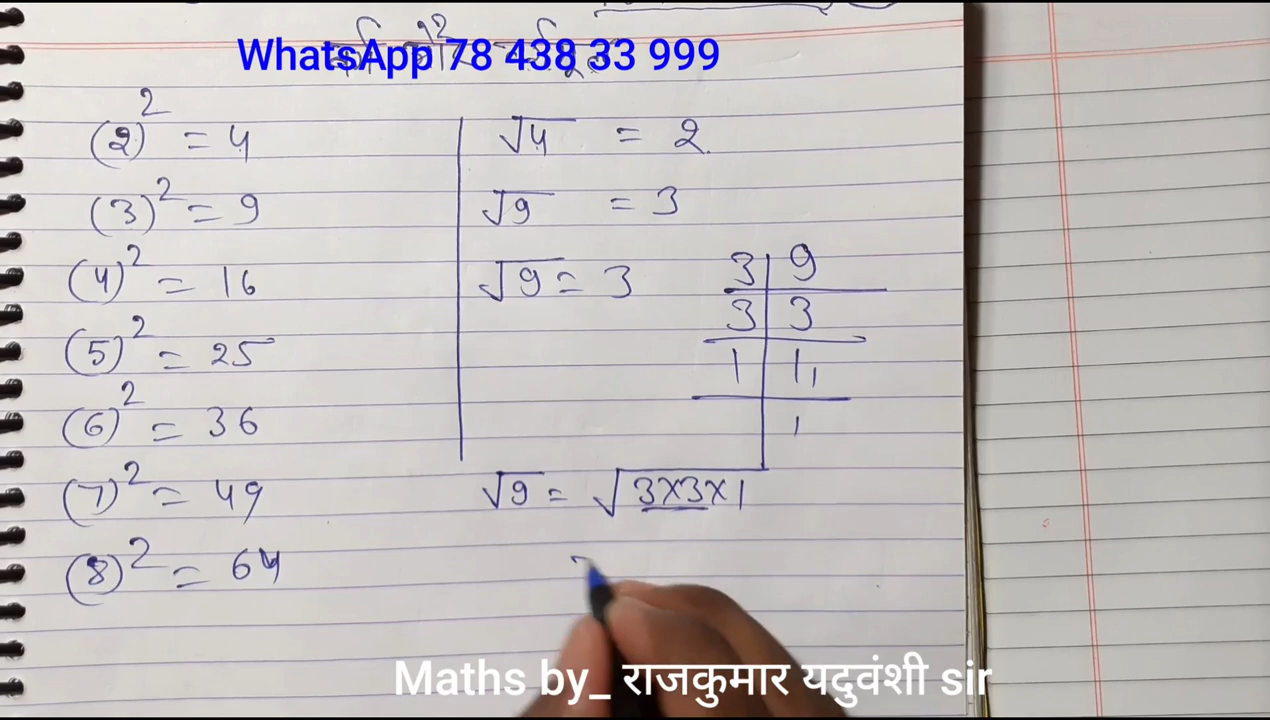 WhatsApp 78 438 33 999
(2)² = 4
(3)² = 9
(4)² = 16
(5)² = 25
(6)² = 36
(7)² = 49
(8)² = 64
√4 = 2
√9 = 3
√9 = 3
3 | 9
3 | 3
1 | 1
1
√9 = √3×3×1
Maths by_ राजकुमार यदुवंशी sir